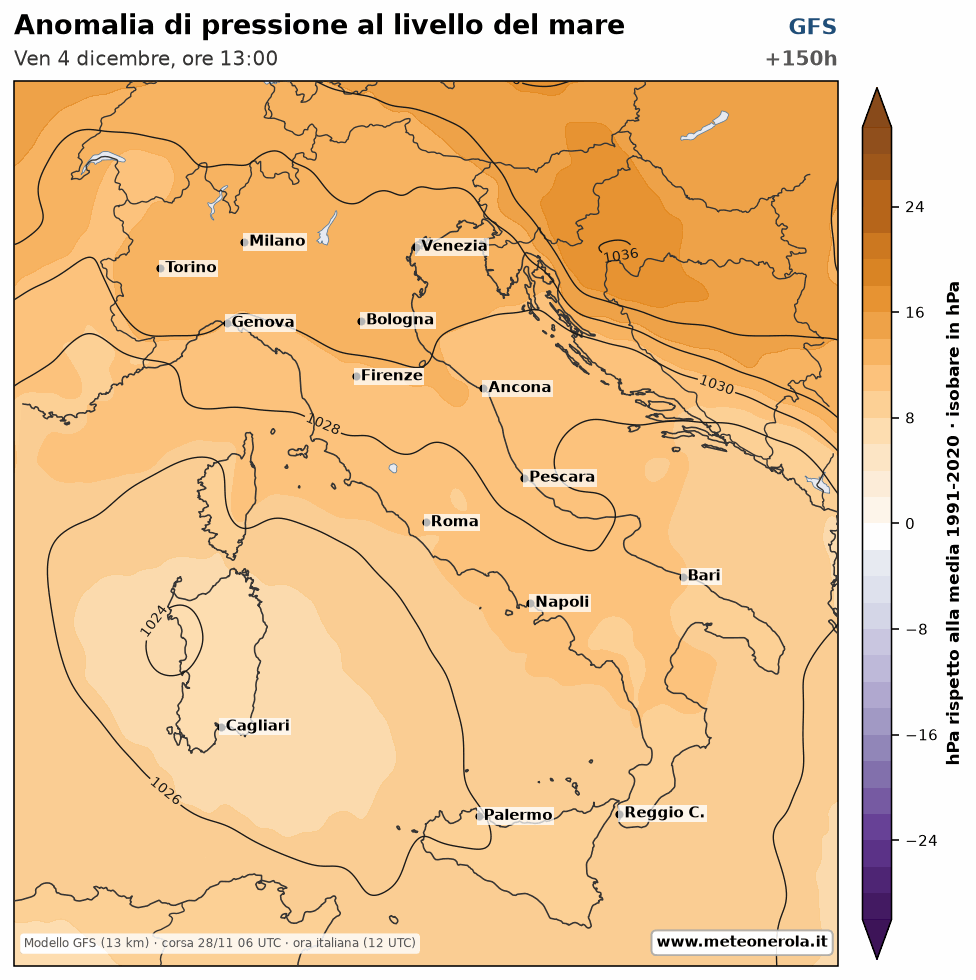 Anomalia di pressione al livello del mare
GFS
Ven 4 dicembre, ore 13:00
+150h
1036
Milano
Venezia
Torino
Genova
Bologna
Firenze
Ancona
1030
1028
Pescara
Roma
Bari
Napoli
1024
Cagliari
1026
Palermo
Reggio C.
24
16
8
0
−8
−16
−24
hPa rispetto alla media 1991-2020 · isobare in hPa
Modello GFS (13 km) · corsa 28/11 06 UTC · ora italiana (12 UTC)
www.meteonerola.it